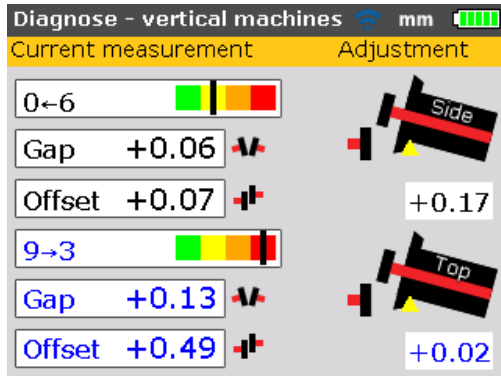 Diagnose - vertical machines mm
Current measurement Adjustment
0←6
Side
Gap +0.06
Offset +0.07 +0.17
9→3
Top
Gap +0.13
Offset +0.49 +0.02